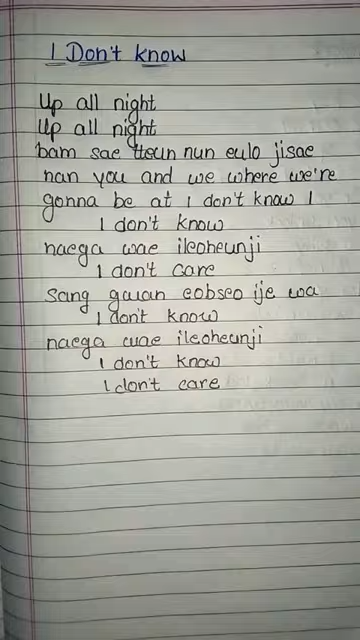 I Don't know
Up all night
Up all night
bam sae tteun nun eulo jisae
nan you and we where we're
gonna be at I don't know I
I don't know
naega wae ileoheunji
I don't care
Sang gwan eobseo ije wa
I don't know
naega wae ileoheunji
I don't know
I don't care